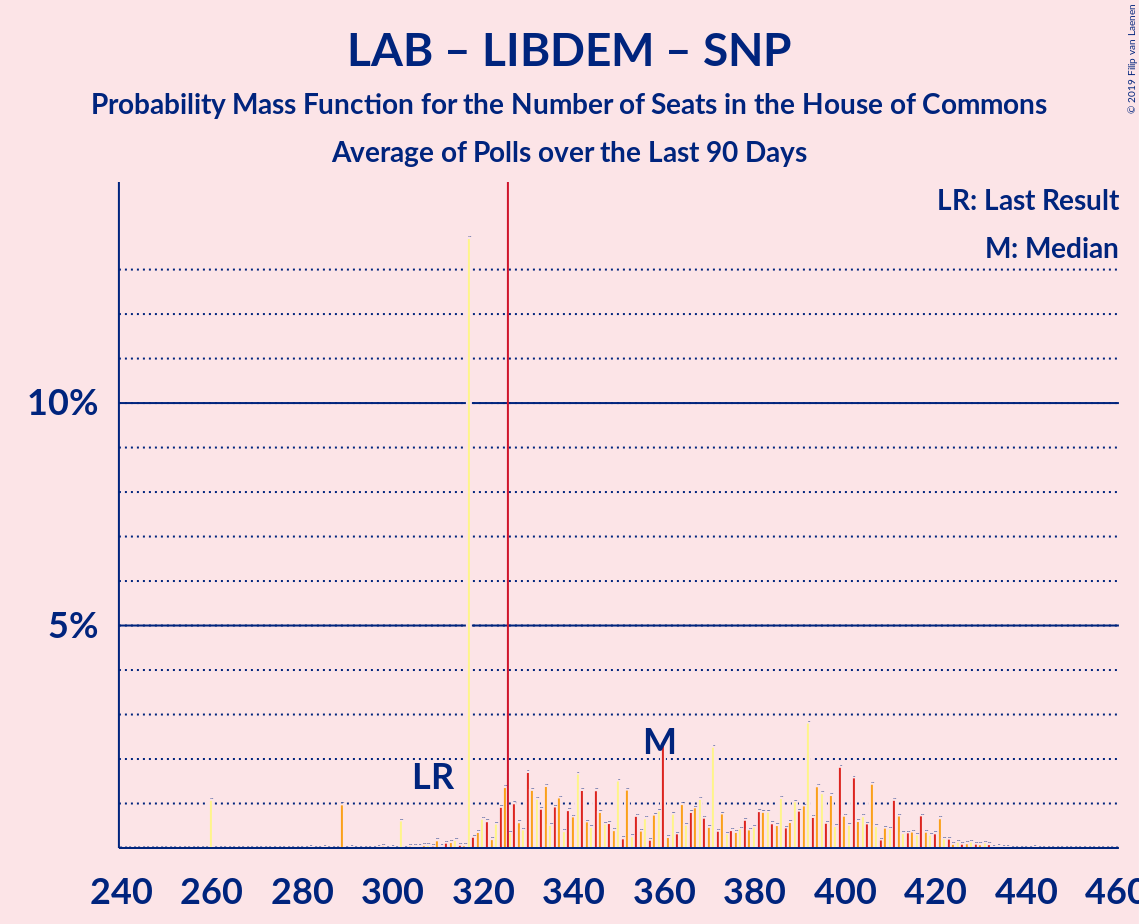 LAB – LIBDEM – SNP
Probability Mass Function for the Number of Seats in the House of Commons
Average of Polls over the Last 90 Days
© 2019 Filip van Laenen
LR: Last Result
M: Median
10%
5%
LR
M
240 260 280 300 320 340 360 380 400 420 440 460